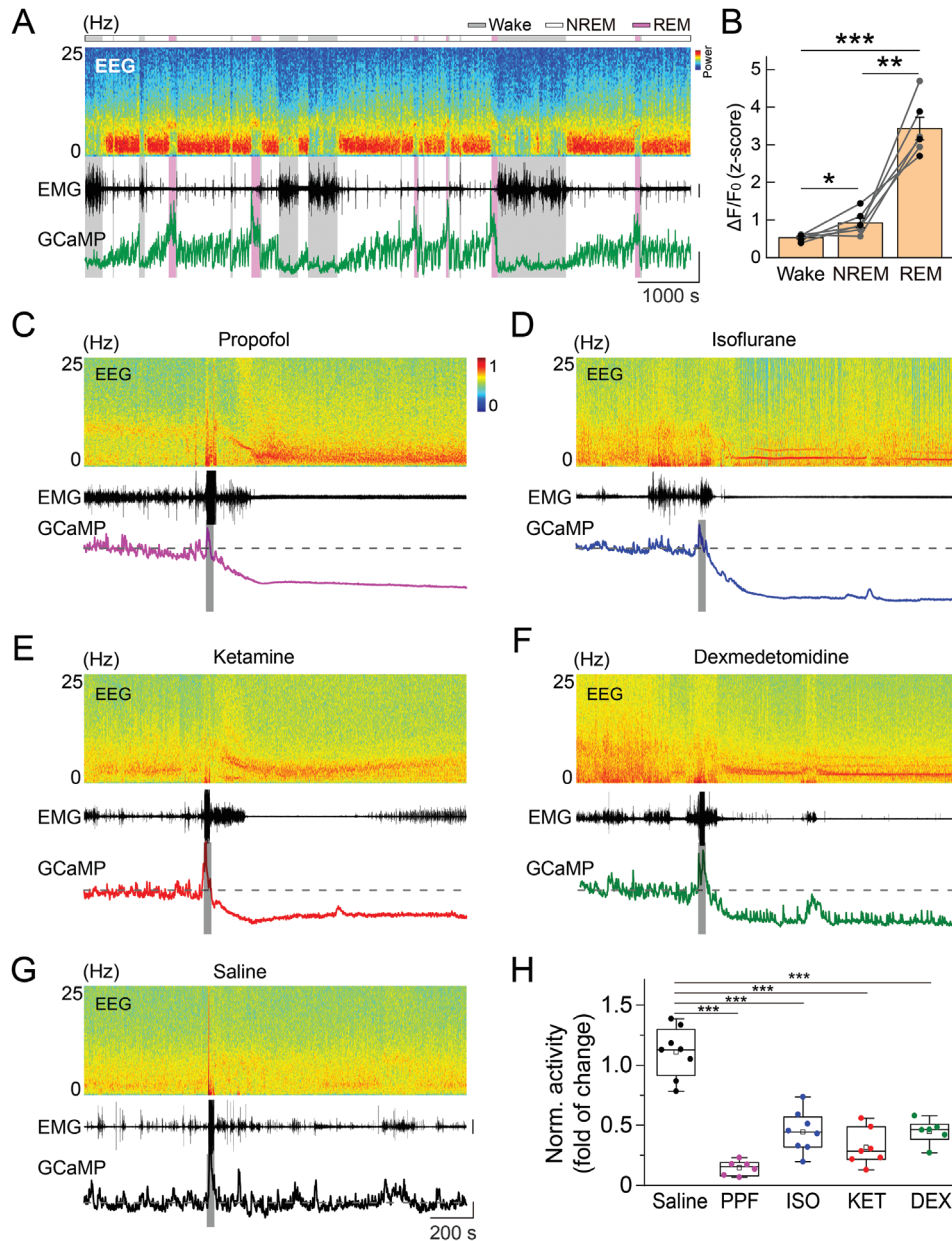 A
(Hz)
Wake
NREM
REM
25
EEG
0
Power
EMG
GCaMP
1000 s
B
***
**
*
ΔF/F0 (z-score)
5
4
3
2
1
0
Wake
NREM
REM
C
(Hz)
Propofol
25
EEG
0
1
0
EMG
GCaMP
D
(Hz)
Isoflurane
25
EEG
0
EMG
GCaMP
E
(Hz)
Ketamine
25
EEG
0
EMG
GCaMP
F
(Hz)
Dexmedetomidine
25
EEG
0
EMG
GCaMP
G
(Hz)
Saline
25
EEG
0
EMG
GCaMP
200 s
H
***
***
***
***
Norm. activity
(fold of change)
1.5
1.0
0.5
0
Saline
PPF
ISO
KET
DEX